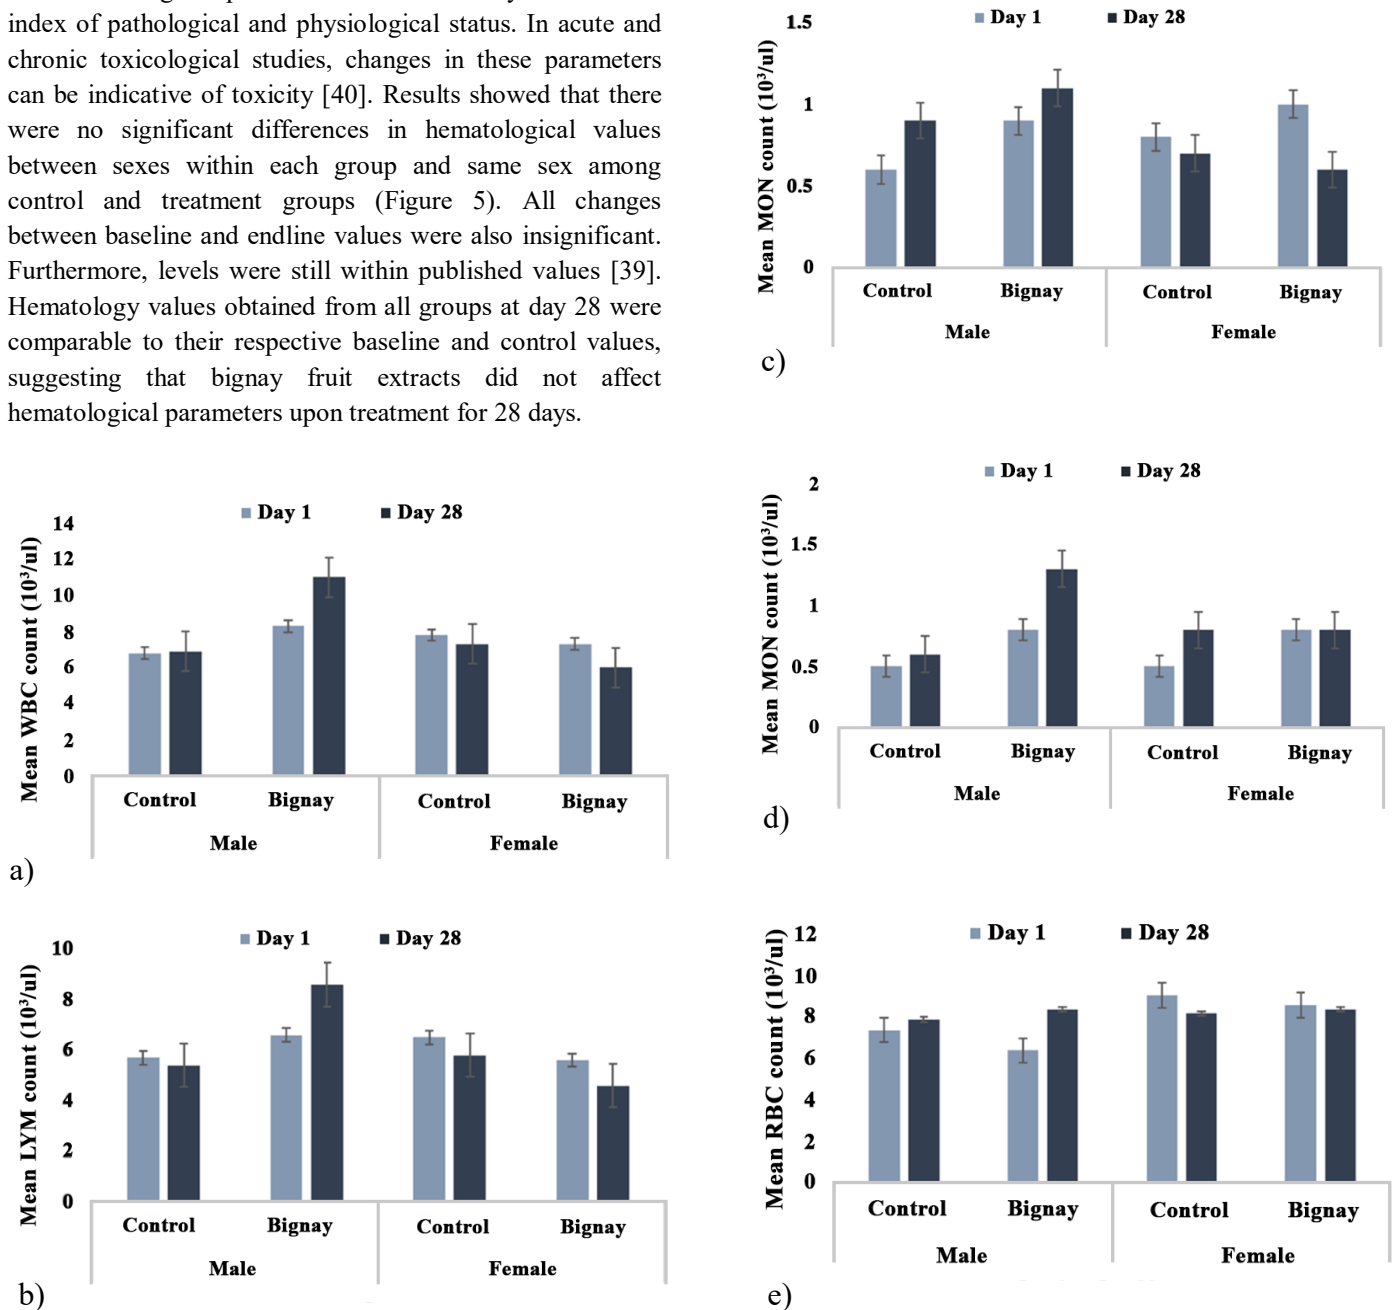 index of pathological and physiological status. In acute and
chronic toxicological studies, changes in these parameters
can be indicative of toxicity [40]. Results showed that there
were no significant differences in hematological values
between sexes within each group and same sex among
control and treatment groups (Figure 5). All changes
between baseline and endline values were also insignificant.
Furthermore, levels were still within published values [39].
Hematology values obtained from all groups at day 28 were
comparable to their respective baseline and control values,
suggesting that bignay fruit extracts did not affect
hematological parameters upon treatment for 28 days.
Day 1 Day 28
Mean WBC count (10³/ul)
14
12
10
8
6
4
2
0
Control Bignay Control Bignay
Male Female
a)
Day 1 Day 28
Mean LYM count (10³/ul)
10
8
6
4
2
0
Control Bignay Control Bignay
Male Female
b)
Day 1 Day 28
Mean MON count (10³/ul)
1.5
1
0.5
0
Control Bignay Control Bignay
Male Female
c)
Day 1 Day 28
Mean MON count (10³/ul)
2
1.5
1
0.5
0
Control Bignay Control Bignay
Male Female
d)
Day 1 Day 28
Mean RBC count (10³/ul)
12
10
8
6
4
2
0
Control Bignay Control Bignay
Male Female
e)